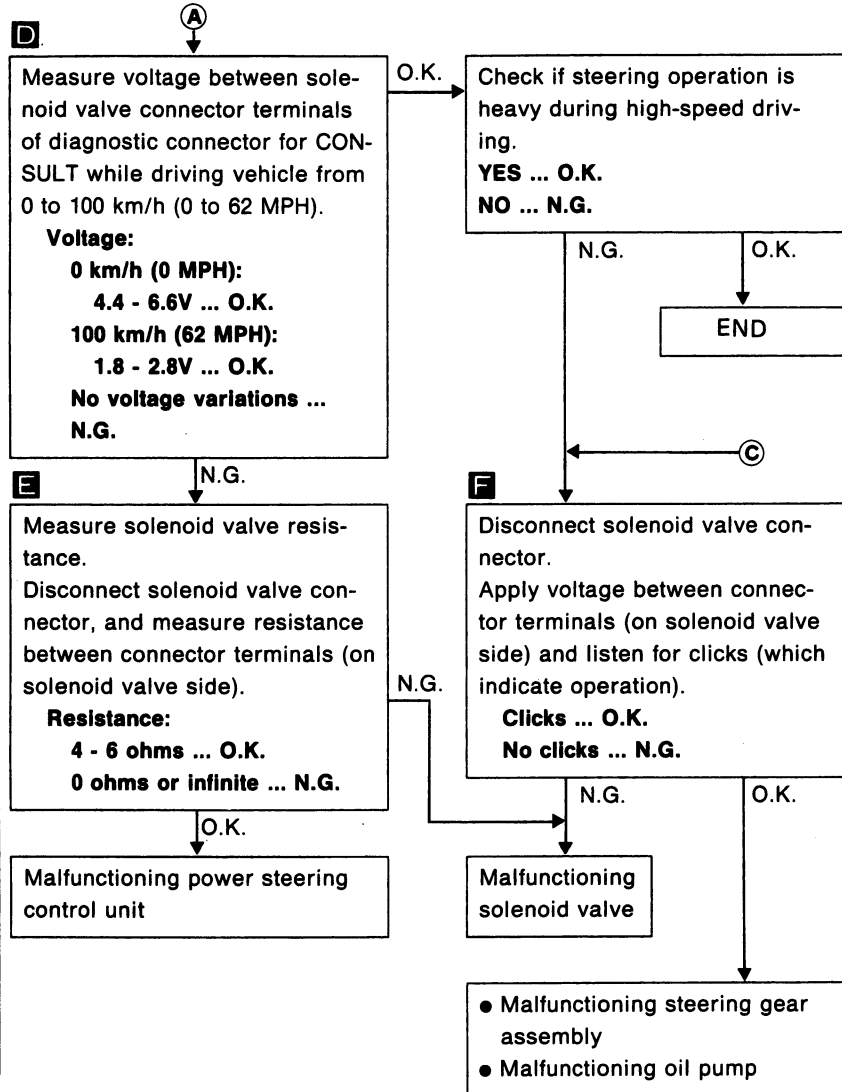 A
D
Measure voltage between sole-
noid valve connector terminals
of diagnostic connector for CON-
SULT while driving vehicle from
0 to 100 km/h (0 to 62 MPH).
Voltage:
0 km/h (0 MPH):
4.4 - 6.6V ... O.K.
100 km/h (62 MPH):
1.8 - 2.8V ... O.K.
No voltage variations ...
N.G.
O.K.
Check if steering operation is
heavy during high-speed driv-
ing.
YES ... O.K.
NO ... N.G.
N.G.
O.K.
END
C
N.G.
E
Measure solenoid valve resis-
tance.
Disconnect solenoid valve con-
nector, and measure resistance
between connector terminals (on
solenoid valve side).
Resistance:
4 - 6 ohms ... O.K.
0 ohms or infinite ... N.G.
N.G.
O.K.
Malfunctioning power steering
control unit
F
Disconnect solenoid valve con-
nector.
Apply voltage between connec-
tor terminals (on solenoid valve
side) and listen for clicks (which
indicate operation).
Clicks ... O.K.
No clicks ... N.G.
N.G.
O.K.
Malfunctioning
solenoid valve
● Malfunctioning steering gear
assembly
● Malfunctioning oil pump